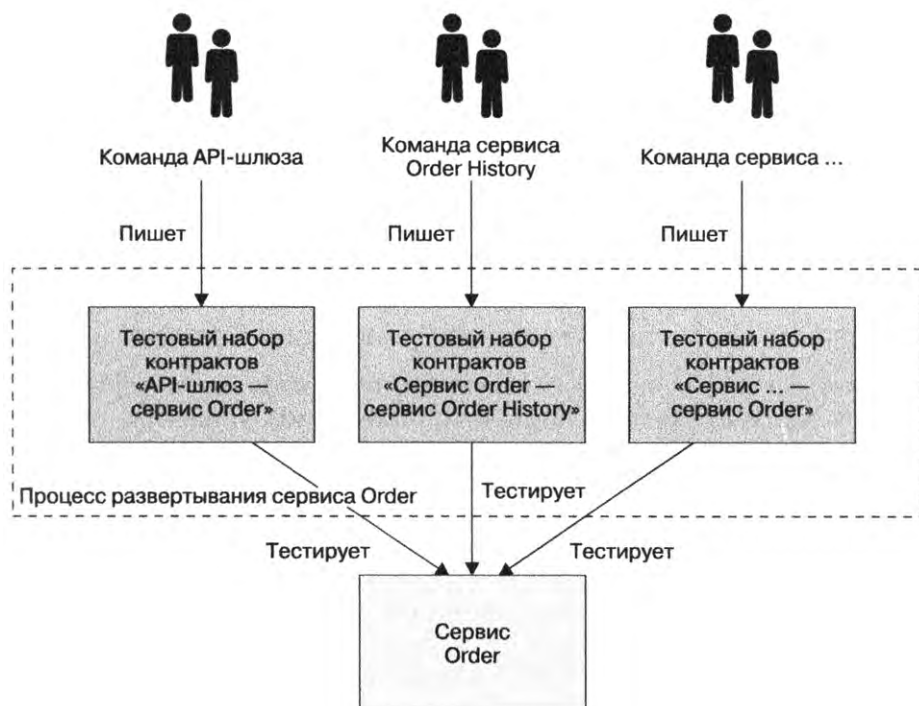 Команда API-шлюза
Команда сервиса
Order History
Команда сервиса ...
Пишет
Пишет
Пишет
Тестовый набор
контрактов
«API-шлюз —
сервис Order»
Тестовый набор
контрактов
«Сервис Order —
сервис Order History»
Тестовый набор
контрактов
«Сервис ... —
сервис Order»
Процесс развертывания сервиса Order
Тестирует
Тестирует
Тестирует
Сервис
Order